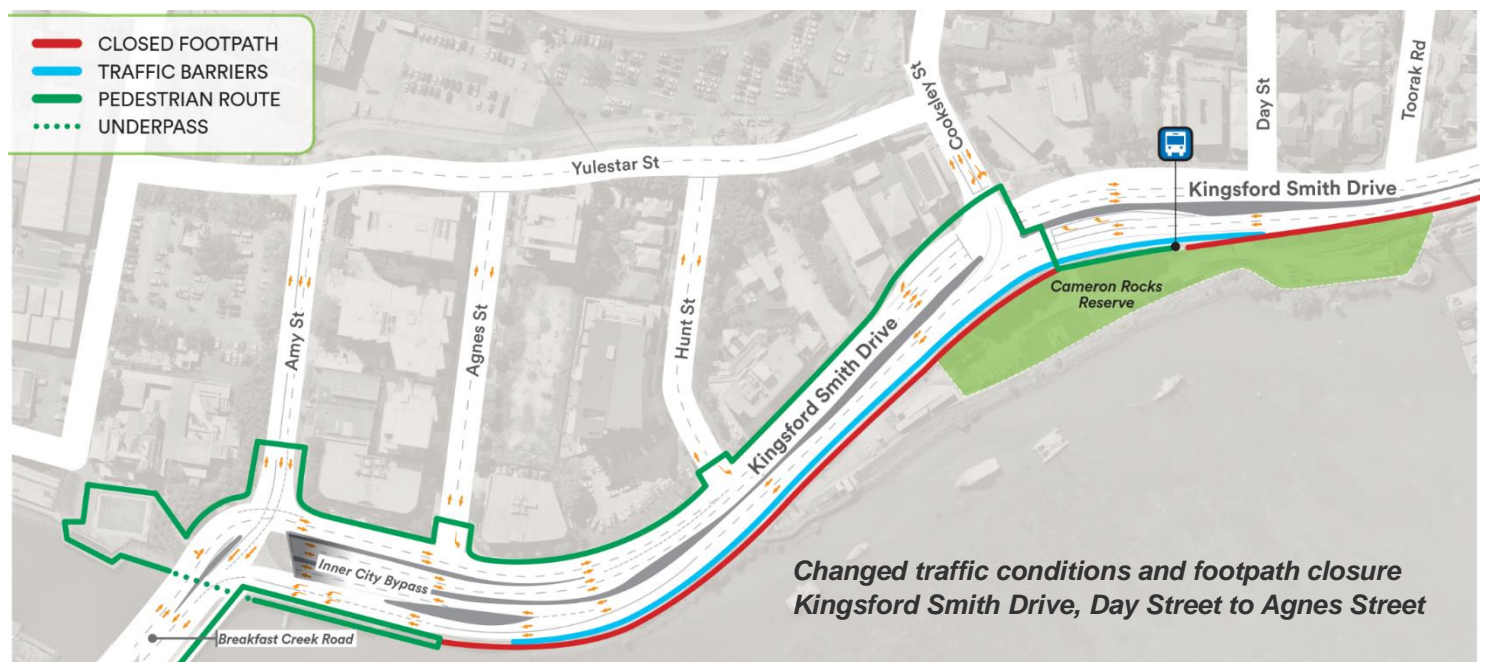 CLOSED FOOTPATH
TRAFFIC BARRIERS
PEDESTRIAN ROUTE
UNDERPASS
Yulestar St
Cooksley St
Day St
Toorak Rd
Kingsford Smith Drive
Amy St
Agnes St
Hunt St
Kingsford Smith Drive
Cameron Rocks
Reserve
Inner City Bypass
Breakfast Creek Road
Changed traffic conditions and footpath closure
Kingsford Smith Drive, Day Street to Agnes Street